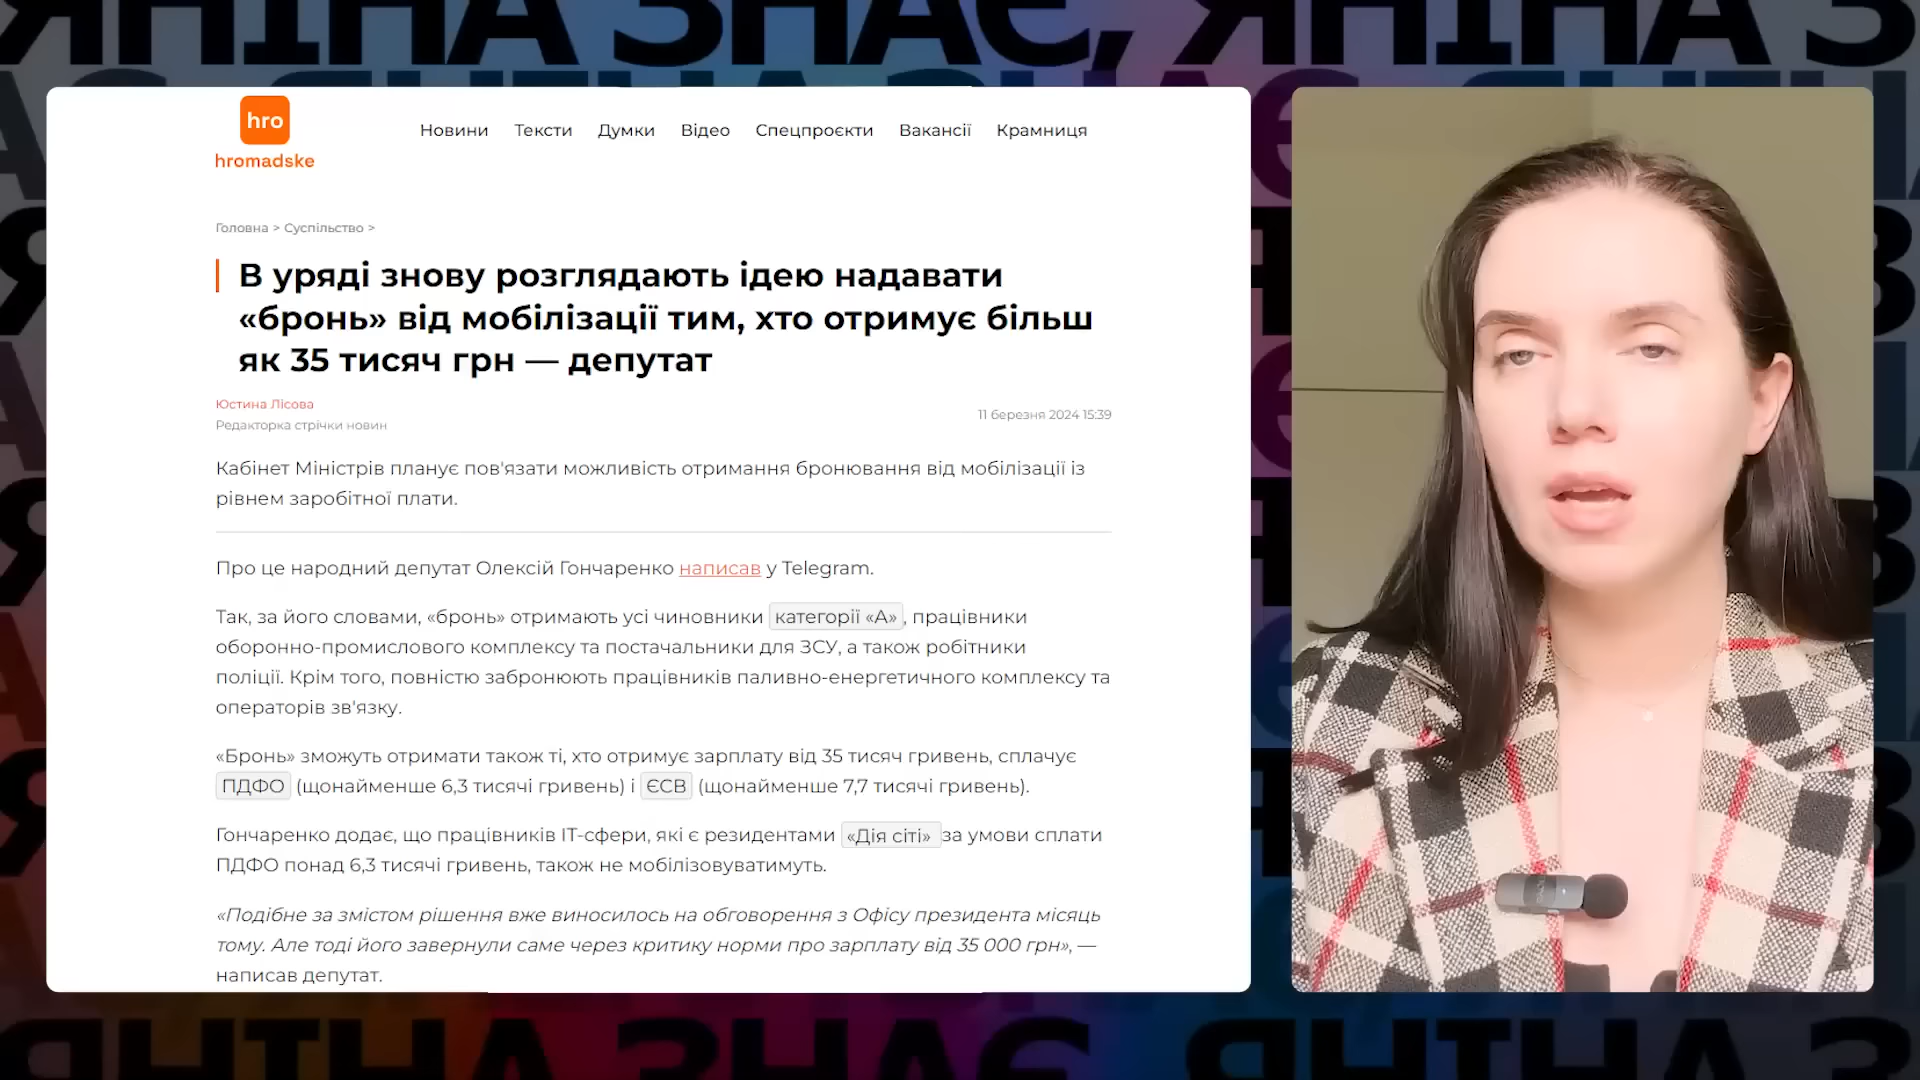 ЯНІНА ЗНАЄ, ЯНІНА З
hro
hromadske
Новини Тексти Думки Відео Спецпроєкти Вакансії Крамниця
Головна > Суспільство >
В уряді знову розглядають ідею надавати
«бронь» від мобілізації тим, хто отримує більш
як 35 тисяч грн — депутат
Юстина Лісова
Редакторка стрічки новин
11 березня 2024 15:39
Кабінет Міністрів планує пов'язати можливість отримання бронювання від мобілізації із
рівнем заробітної плати.
Про це народний депутат Олексій Гончаренко написав у Telegram.
Так, за його словами, «бронь» отримають усі чиновники категорії «А», працівники
оборонно-промислового комплексу та постачальники для ЗСУ, а також робітники
поліції. Крім того, повністю забронюють працівників паливно-енергетичного комплексу та
операторів зв'язку.
«Бронь» зможуть отримати також ті, хто отримує зарплату від 35 тисяч гривень, сплачує
ПДФО (щонайменше 6,3 тисячі гривень) і ЄСВ (щонайменше 7,7 тисячі гривень).
Гончаренко додає, що працівників ІТ-сфери, які є резидентами «Дія сіті» за умови сплати
ПДФО понад 6,3 тисячі гривень, також не мобілізовуватимуть.
«Подібне за змістом рішення вже виносилось на обговорення з Офісу президента місяць
тому. Але тоді його завернули саме через критику норми про зарплату від 35 000 грн», —
написав депутат.
ЯНІНА ЗНАЄ, ЯНІНА З